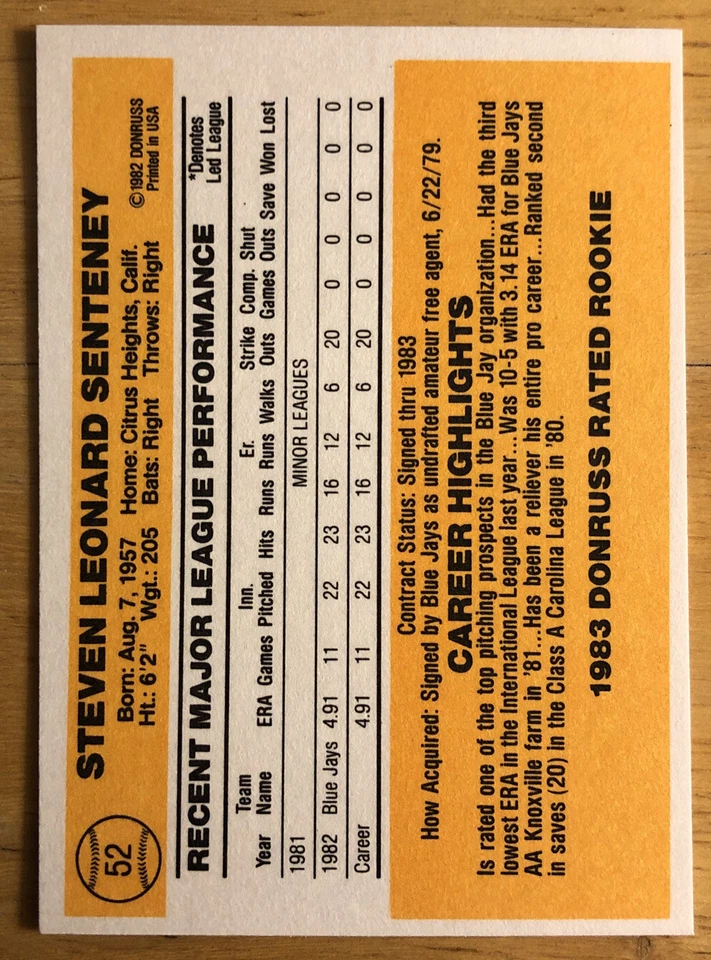 52
STEVEN LEONARD SENTENEY
Born: Aug. 7, 1957 Home: Citrus Heights, Calif.
Ht.: 6'2" Wgt.: 205 Bats: Right Throws: Right
©1982 DONRUSS
Printed in USA
RECENT MAJOR LEAGUE PERFORMANCE
*Denotes
Led League
Team Inn. Er. Strike Comp. Shut
Year Name ERA Games Pitched Hits Runs Runs Walks Outs Games Outs Save Won Lost
1981 MINOR LEAGUES
1982 Blue Jays 4.91 11 22 23 16 12 6 20 0 0 0 0 0
Career 4.91 11 22 23 16 12 6 20 0 0 0 0 0
Contract Status: Signed thru 1983
How Acquired: Signed by Blue Jays as undrafted amateur free agent, 6/22/79.
CAREER HIGHLIGHTS
Is rated one of the top pitching prospects in the Blue Jay organization...Had the third
lowest ERA in the International League last year...Was 10-5 with 3.14 ERA for Blue Jays
AA Knoxville farm in '81...Has been a reliever his entire pro career...Ranked second
in saves (20) in the Class A Carolina League in '80.
1983 DONRUSS RATED ROOKIE